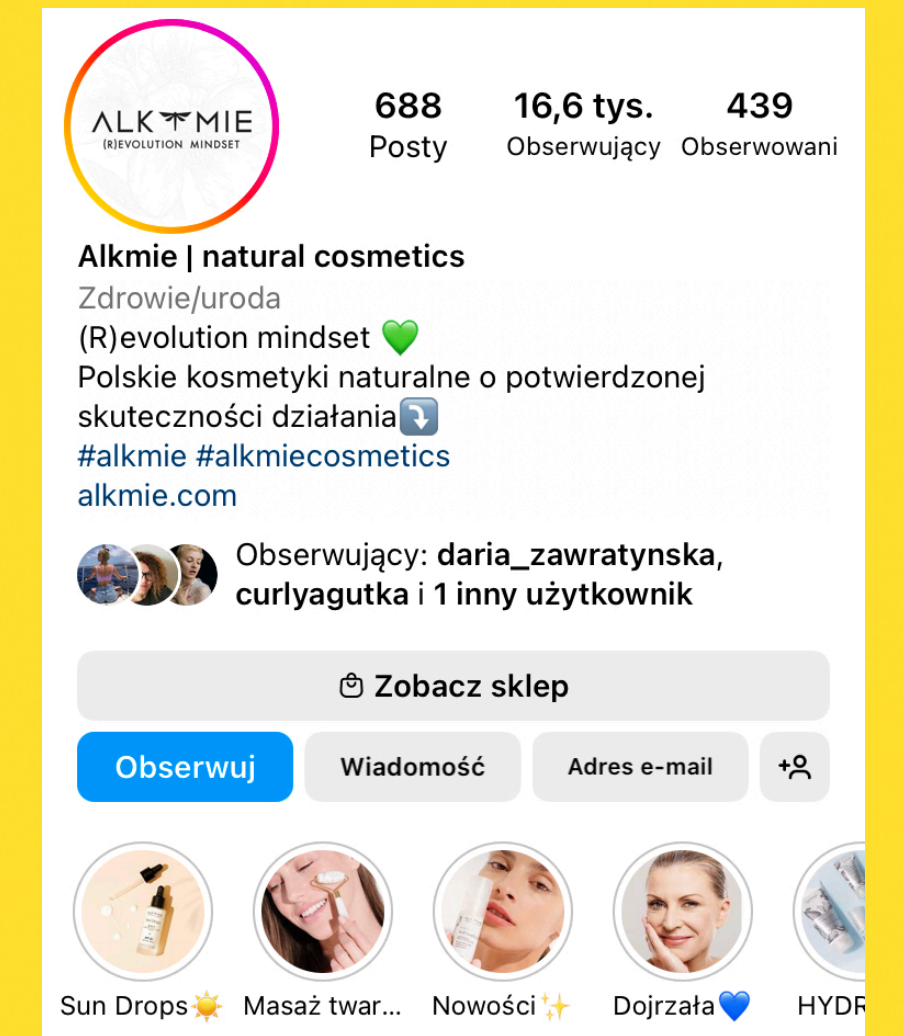 ALKMIE
(R)EVOLUTION MINDSET
688
Posty
16,6 tys.
Obserwujący
439
Obserwowani
Alkmie | natural cosmetics
Zdrowie/uroda
(R)evolution mindset 💚
Polskie kosmetyki naturalne o potwierdzonej
skuteczności działania⤵️
#alkmie #alkmiecosmetics
alkmie.com
Obserwujący: daria_zawratynska,
curlyagutka i 1 inny użytkownik
Zobacz sklep
Obserwuj
Wiadomość
Adres e-mail
Sun Drops☀️
Masaż twar...
Nowości✨
Dojrzała💙
HYDR